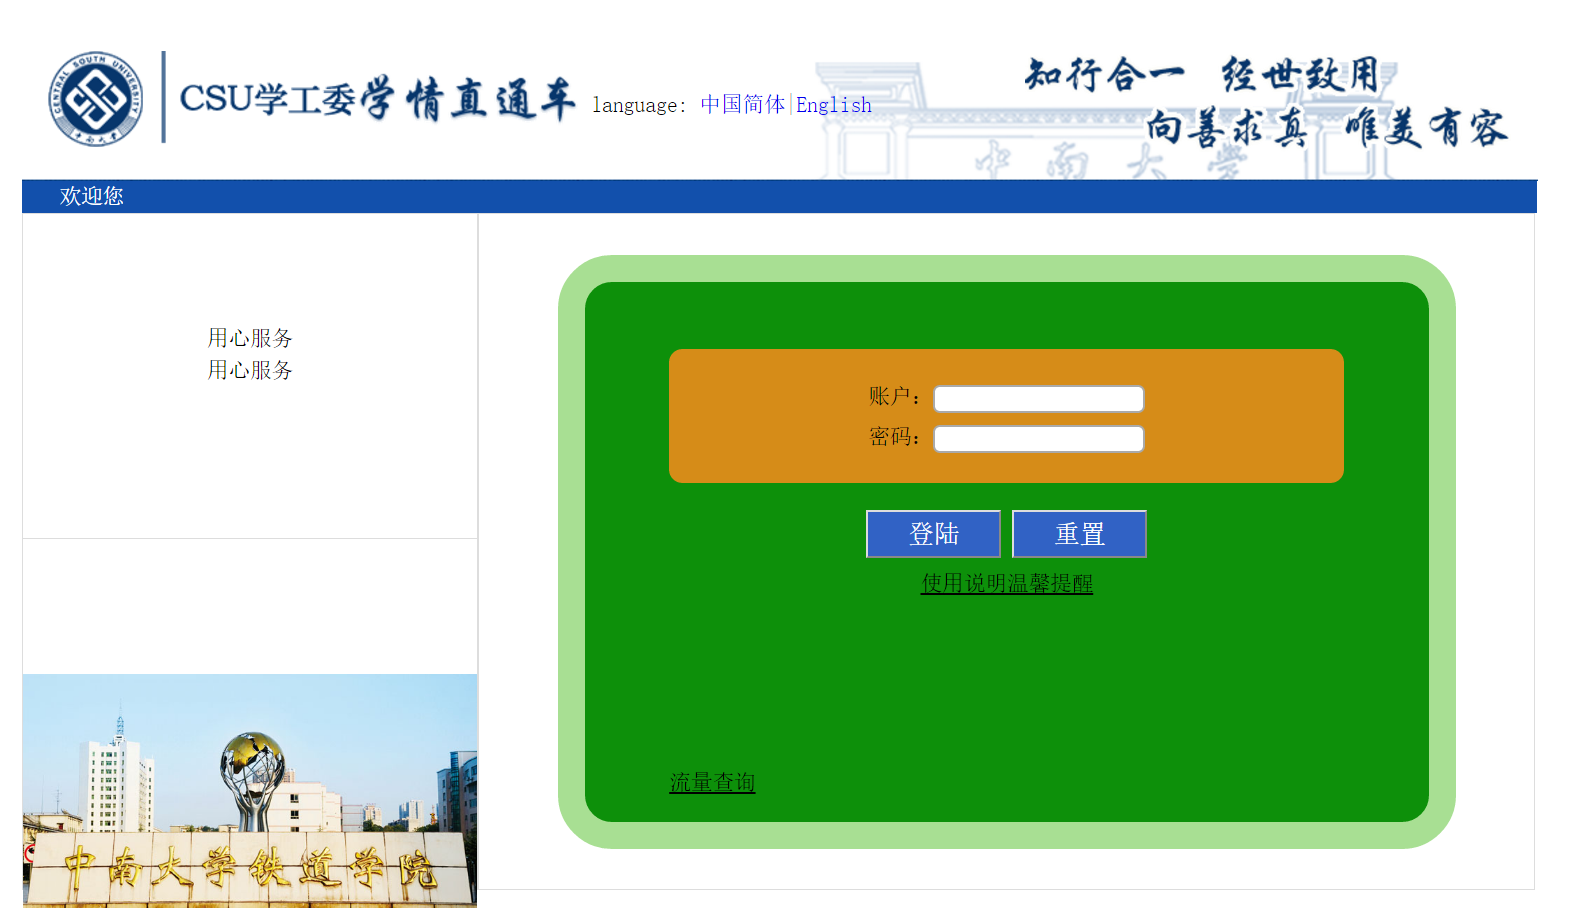 CENTRAL SOUTH UNIVERSITY
中南大学
CSU学工委学情直通车
language: 中国简体|English
知行合一 经世致用
向善求真 唯美有容
中南大学
欢迎您
用心服务
用心服务
账户：
密码：
登陆 重置
使用说明温馨提醒
流量查询
中南大学铁道学院